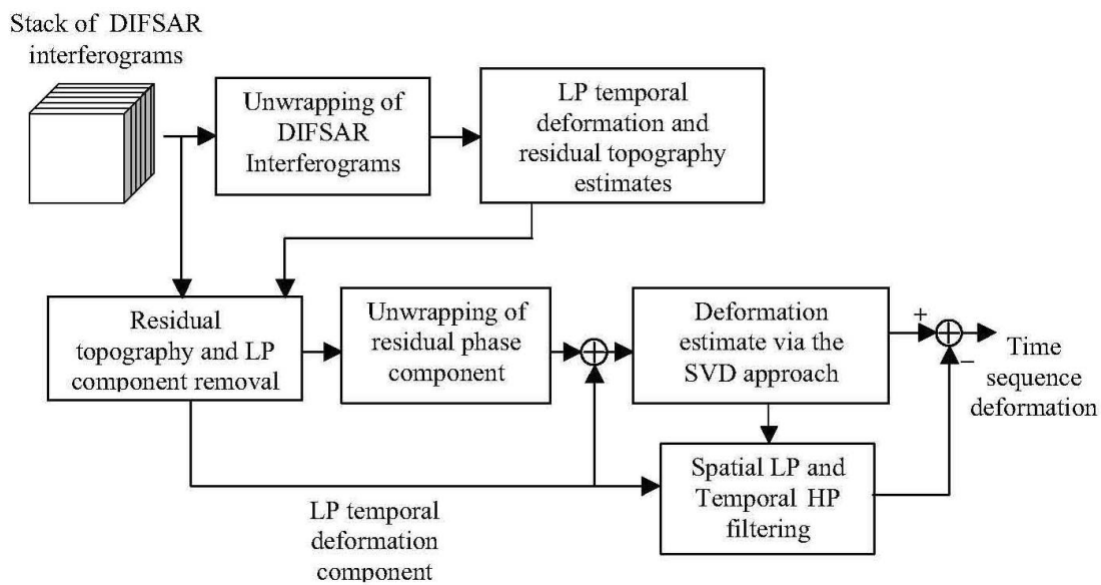 Stack of DIFSAR
interferograms
Unwrapping of
DIFSAR
Interferograms
LP temporal
deformation and
residual topography
estimates
Residual
topography and LP
component removal
Unwrapping of
residual phase
component
Deformation
estimate via the
SVD approach
+
−
Time
sequence
deformation
Spatial LP and
Temporal HP
filtering
LP temporal
deformation
component